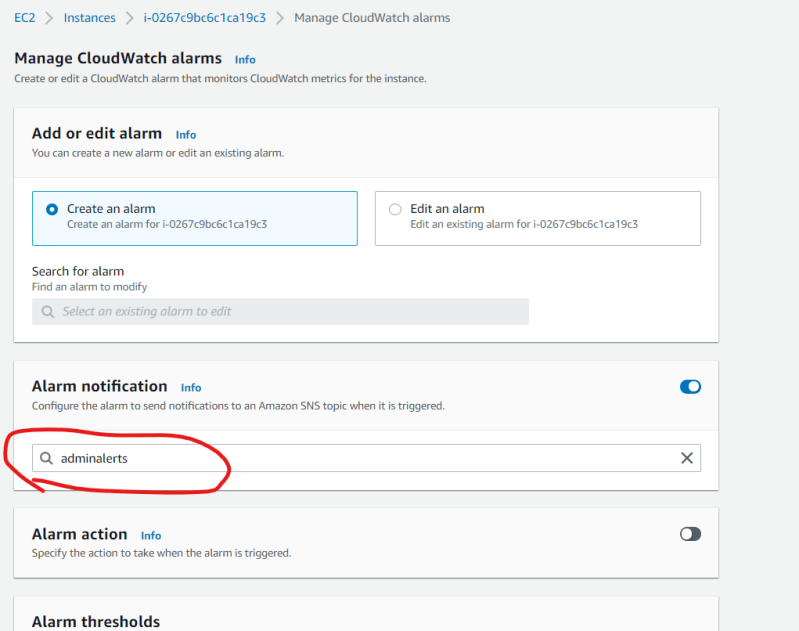 EC2 > Instances > i-0267c9bc6c1ca19c3 > Manage CloudWatch alarms
Manage CloudWatch alarms Info
Create or edit a CloudWatch alarm that monitors CloudWatch metrics for the instance.
Add or edit alarm Info
You can create a new alarm or edit an existing alarm.
Create an alarm
Create an alarm for i-0267c9bc6c1ca19c3
Edit an alarm
Edit an existing alarm for i-0267c9bc6c1ca19c3
Search for alarm
Find an alarm to modify
Select an existing alarm to edit
Alarm notification Info
Configure the alarm to send notifications to an Amazon SNS topic when it is triggered.
adminalerts
Alarm action Info
Specify the action to take when the alarm is triggered.
Alarm thresholds